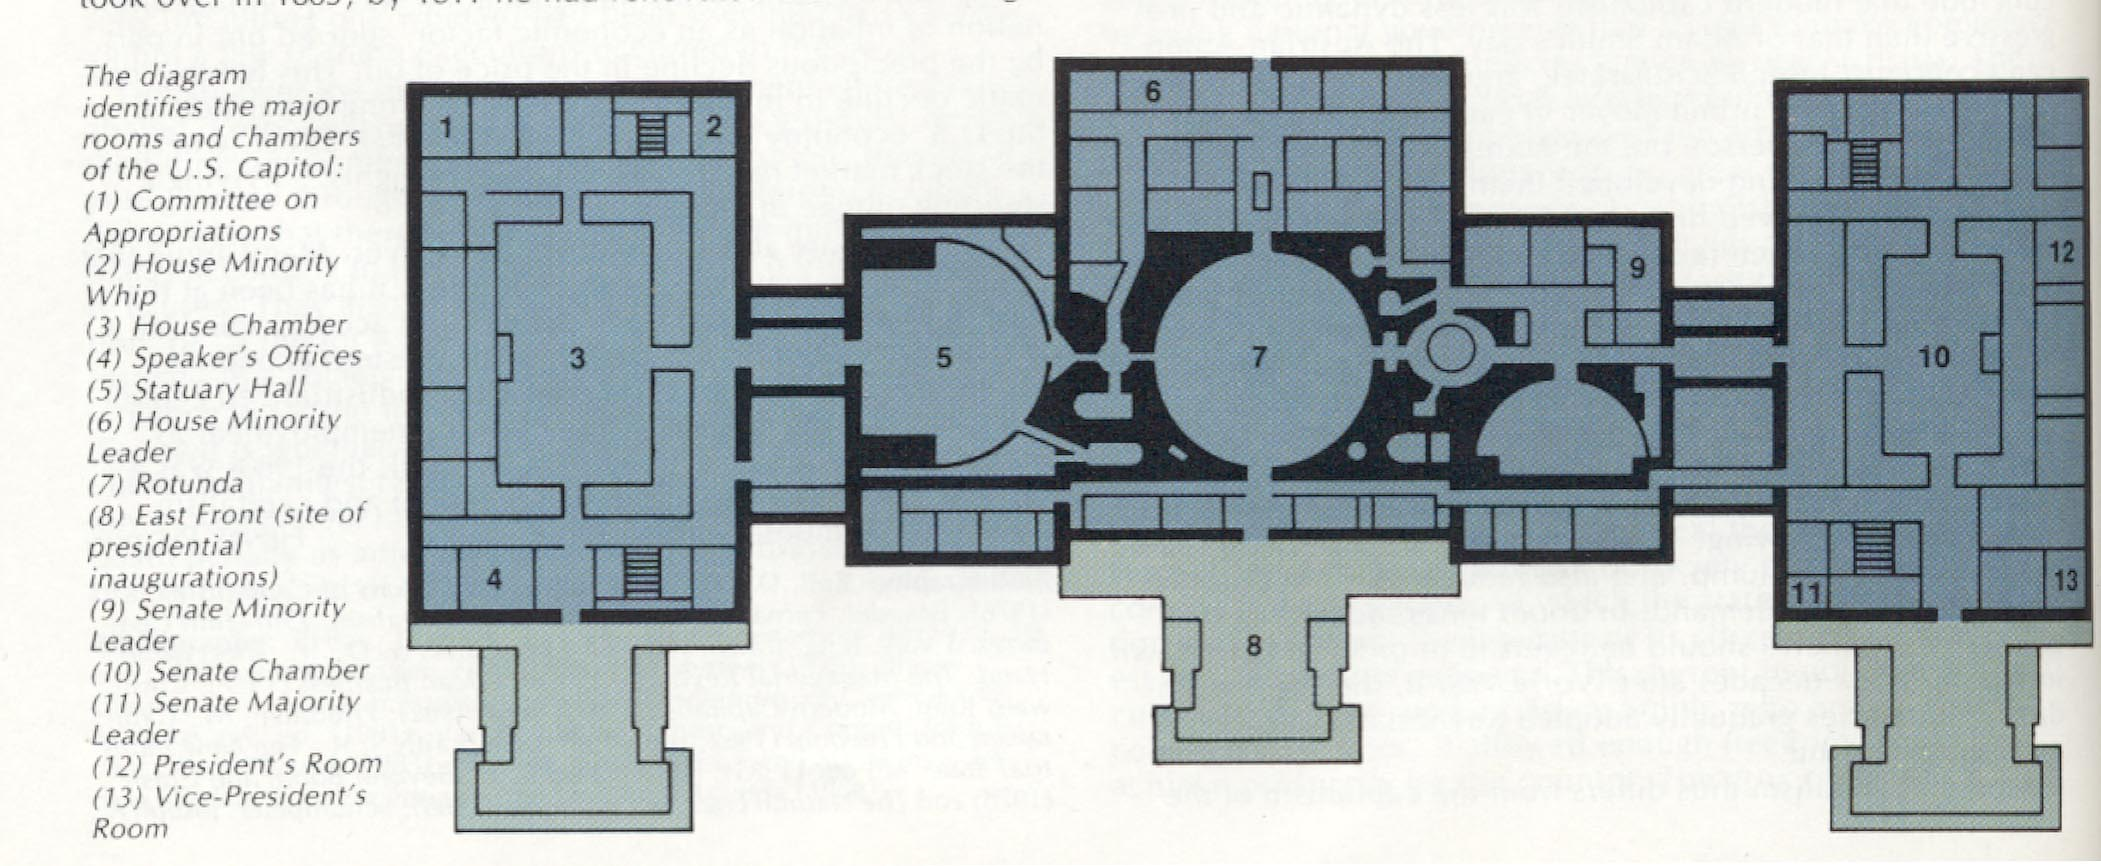 The diagram
identifies the major
rooms and chambers
of the U.S. Capitol:
(1) Committee on
Appropriations
(2) House Minority
Whip
(3) House Chamber
(4) Speaker's Offices
(5) Statuary Hall
(6) House Minority
Leader
(7) Rotunda
(8) East Front (site of
presidential
inaugurations)
(9) Senate Minority
Leader
(10) Senate Chamber
(11) Senate Majority
Leader
(12) President's Room
(13) Vice-President's
Room
1
2
3
4
5
6
7
8
9
10
11
12
13